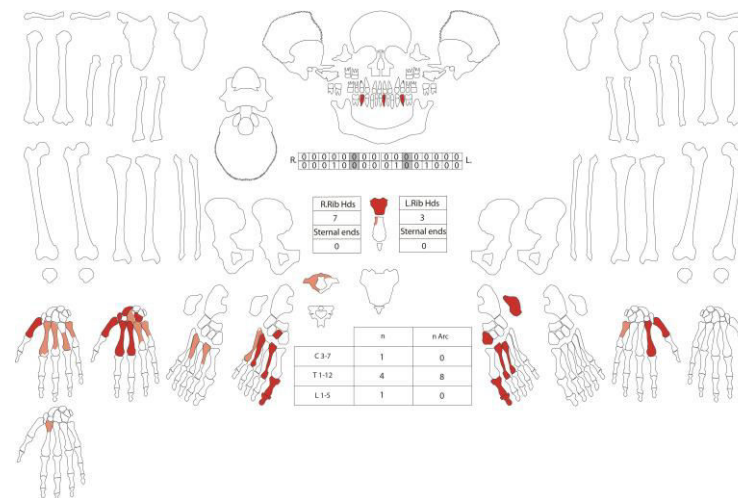 R. 0 0 0 0 0 0 0 0 0 0 0 0 0 0 0 0 L.
0 0 0 1 0 0 0 0 0 1 0 0 1 0 0 0
R.Rib Hds
7
Sternal ends
0
L.Rib Hds
3
Sternal ends
0
n n Arc
C 3-7 1 0
T 1-12 4 8
L 1-5 1 0